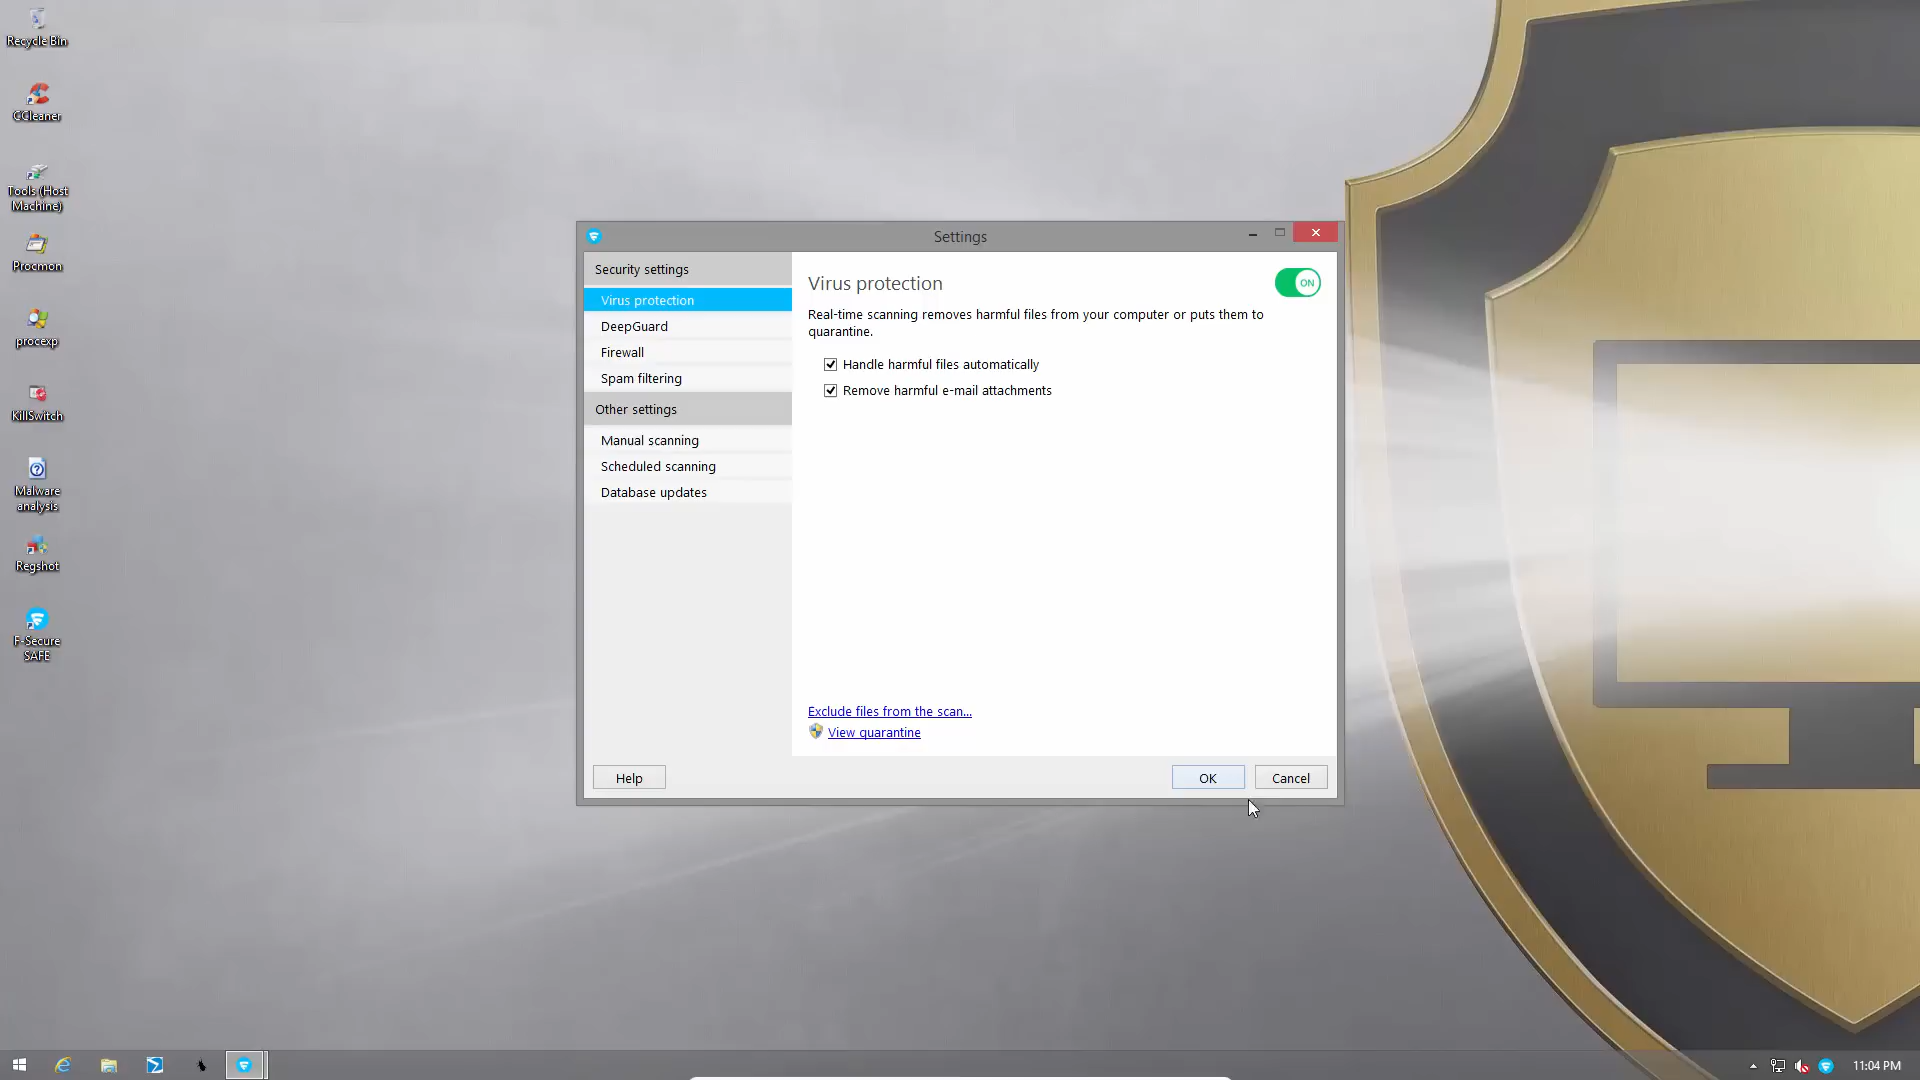 Recycle Bin
CCleaner
Tools (Host
Machine)
Procmon
procexp
KillSwitch
Malware
analysis
Regshot
F-Secure
SAFE
Settings
Security settings
Virus protection
DeepGuard
Firewall
Spam filtering
Other settings
Manual scanning
Scheduled scanning
Database updates
Virus protection
ON
Real-time scanning removes harmful files from your computer or puts them to
quarantine.
Handle harmful files automatically
Remove harmful e-mail attachments
Exclude files from the scan...
View quarantine
Help
OK
Cancel
11:04 PM